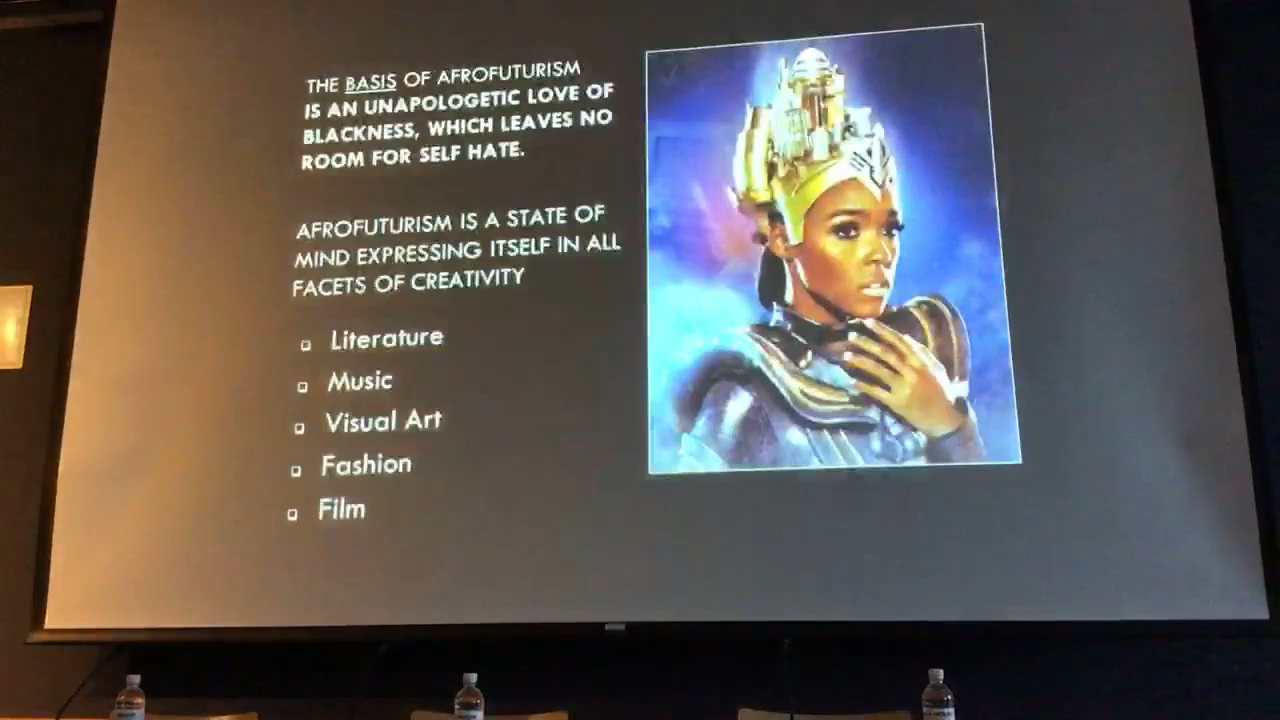 THE BASIS OF AFROFUTURISM
IS AN UNAPOLOGETIC LOVE OF
BLACKNESS, WHICH LEAVES NO
ROOM FOR SELF HATE.
AFROFUTURISM IS A STATE OF
MIND EXPRESSING ITSELF IN ALL
FACETS OF CREATIVITY
Literature
Music
Visual Art
Fashion
Film